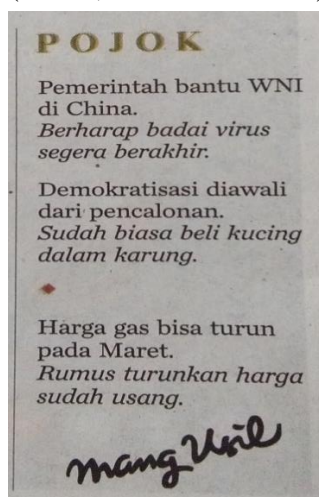 POJOK
Pemerintah bantu WNI
di China.
Berharap badai virus
segera berakhir.
Demokratisasi diawali
dari pencalonan.
Sudah biasa beli kucing
dalam karung.
Harga gas bisa turun
pada Maret.
Rumus turunkan harga
sudah usang.
mang Usil